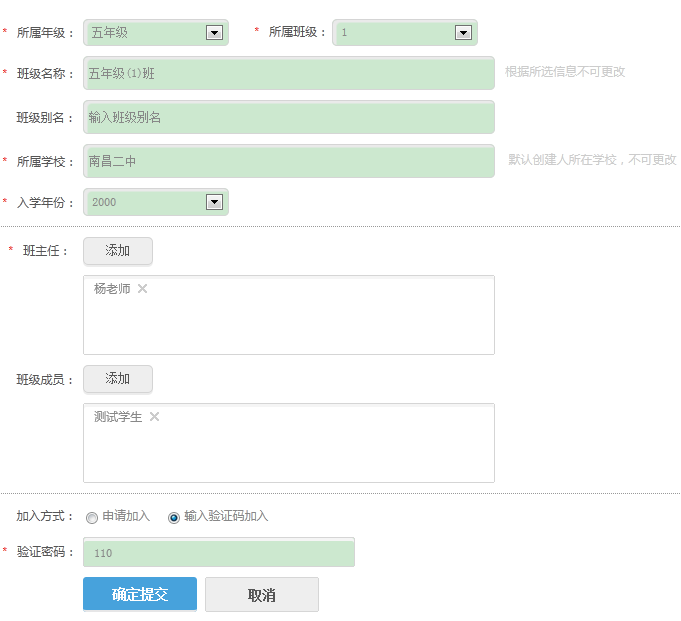 * 所属年级： 五年级 * 所属班级： 1
* 班级名称： 五年级(1)班 根据所选信息不可更改
班级别名： 输入班级别名
* 所属学校： 南昌二中 默认创建人所在学校，不可更改
* 入学年份： 2000
* 班主任： 添加
杨老师 ×
班级成员： 添加
测试学生 ×
加入方式： 申请加入 输入验证码加入
* 验证密码： 110
确定提交 取消